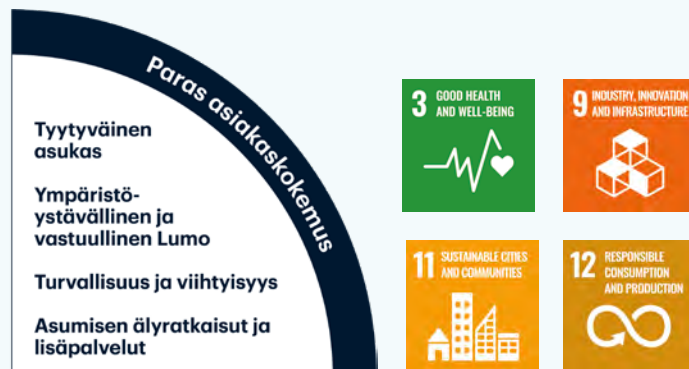 Paras asiakaskokemus
Tyytyväinen
asukas
Ympäristö-
ystävällinen ja
vastuullinen Lumo
Turvallisuus ja viihtyisyys
Asumisen älyratkaisut ja
lisäpalvelut
3 GOOD HEALTH
AND WELL-BEING
9 INDUSTRY, INNOVATION
AND INFRASTRUCTURE
11 SUSTAINABLE CITIES
AND COMMUNITIES
12 RESPONSIBLE
CONSUMPTION
AND PRODUCTION